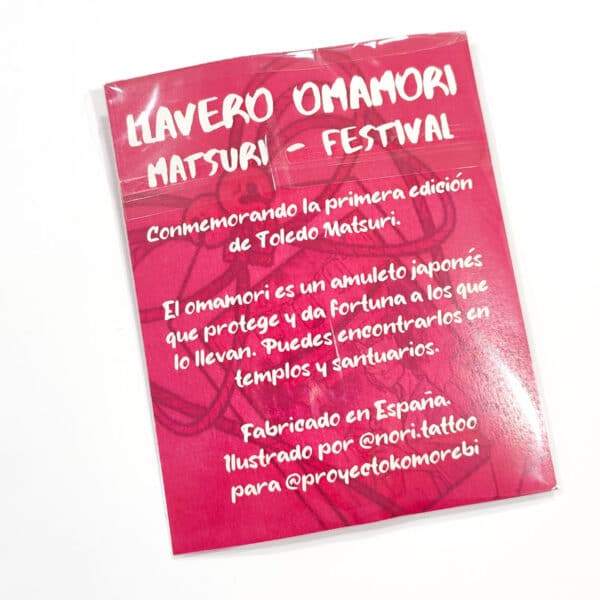 LLAVERO OMAMORI
MATSURI - FESTIVAL
Conmemorando la primera edición
de Toledo Matsuri.
El omamori es un amuleto japonés
que protege y da fortuna a los que
lo llevan. Puedes encontrarlos en
templos y santuarios.
Fabricado en España.
Ilustrado por @nori.tattoo
para @proyectokomorebi